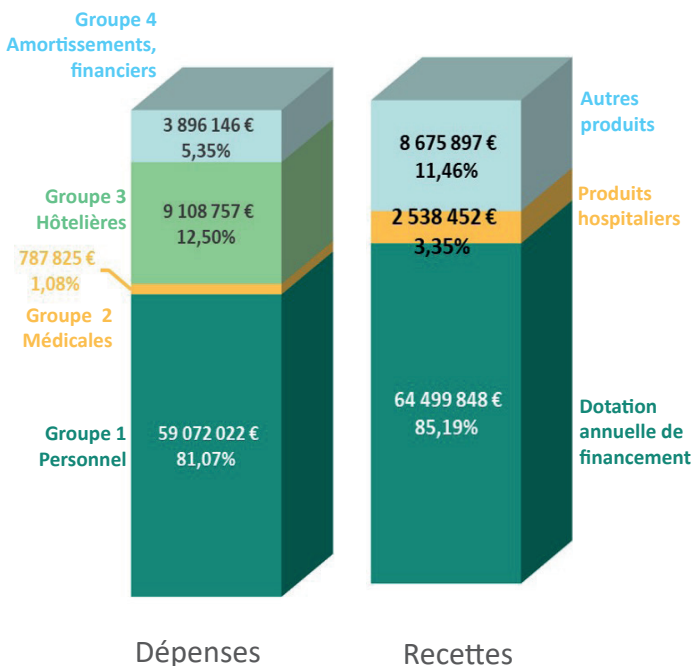 Groupe 4
Amortissements,
financiers
3 896 146 €
5,35%
Groupe 3
Hôtelières
9 108 757 €
12,50%
787 825 €
1,08%
Groupe 2
Médicales
Groupe 1
Personnel
59 072 022 €
81,07%
Dépenses
8 675 897 €
11,46%
Autres
produits
2 538 452 €
3,35%
Produits
hospitaliers
64 499 848 €
85,19%
Dotation
annuelle de
financement
Recettes